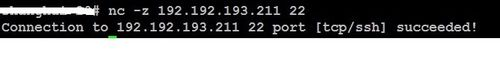 # nc -z 192.192.193.211 22
Connection to 192.192.193.211 22 port [tcp/ssh] succeeded!